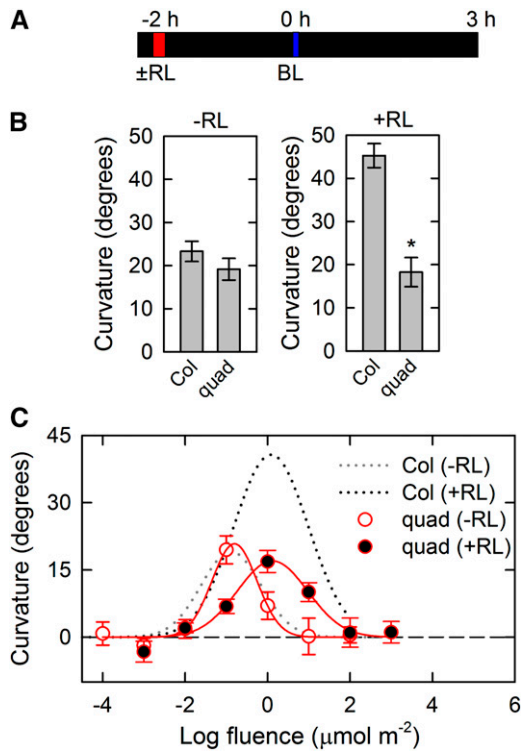 A
-2 h 0 h 3 h
±RL BL
B
-RL +RL
Curvature (degrees)
50
40
30
20
10
0
Col quad
Curvature (degrees)
50
40
30
20
10
0
*
Col quad
C
Curvature (degrees)
45
30
15
0
Col (-RL)
Col (+RL)
quad (-RL)
quad (+RL)
-4 -2 0 2 4 6
Log fluence (μmol m⁻²)